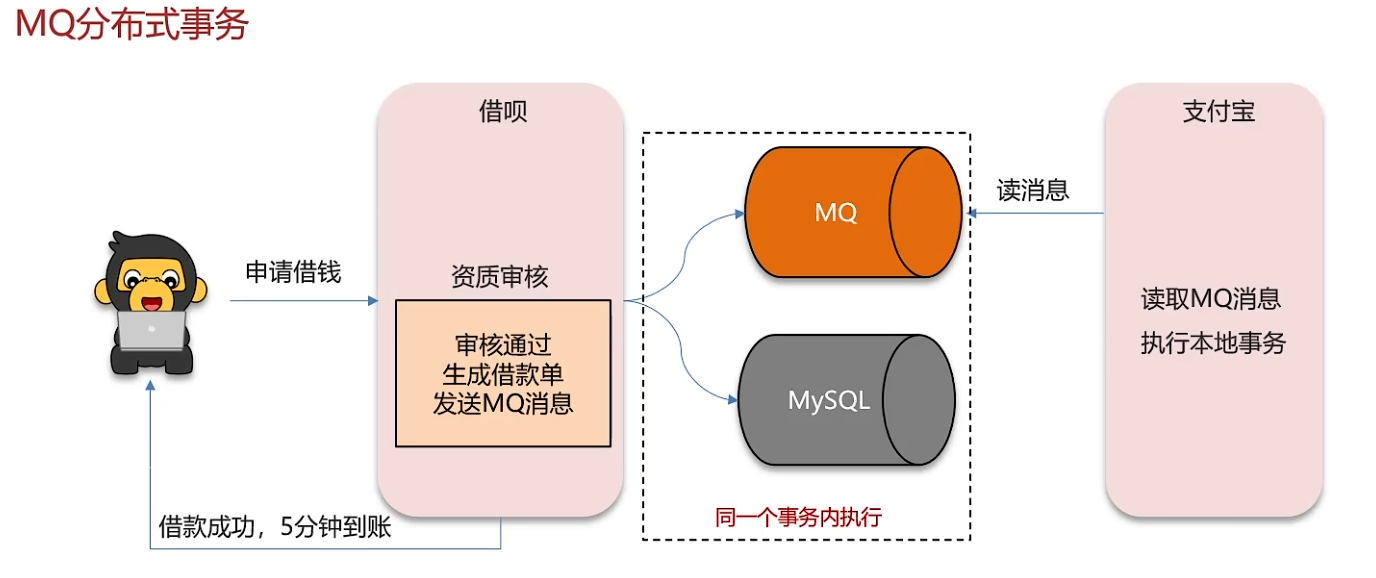 MQ分布式事务
借呗
支付宝
MQ
读消息
申请借钱
资质审核
审核通过
生成借款单
发送MQ消息
读取MQ消息
执行本地事务
MySQL
同一个事务内执行
借款成功，5分钟到账